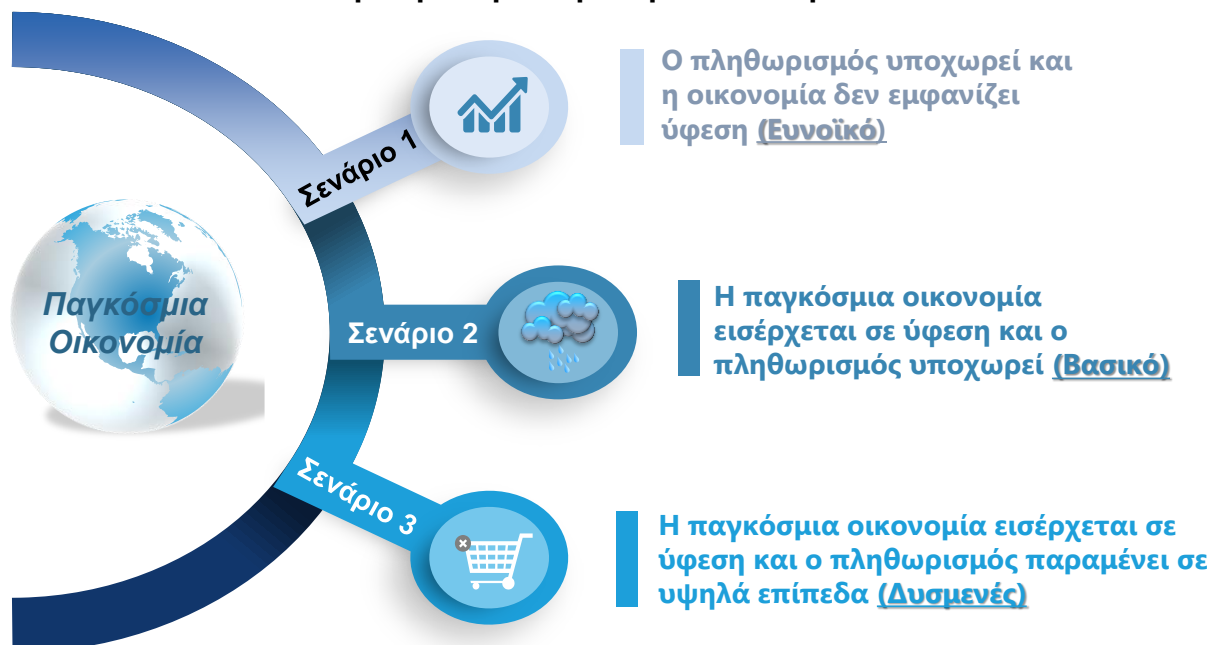 Σενάριο 1
Ο πληθωρισμός υποχωρεί και
η οικονομία δεν εμφανίζει
ύφεση (Ευνοϊκό)
Παγκόσμια
Οικονομία
Σενάριο 2
Η παγκόσμια οικονομία
εισέρχεται σε ύφεση και ο
πληθωρισμός υποχωρεί (Βασικό)
Σενάριο 3
Η παγκόσμια οικονομία εισέρχεται σε
ύφεση και ο πληθωρισμός παραμένει σε
υψηλά επίπεδα (Δυσμενές)